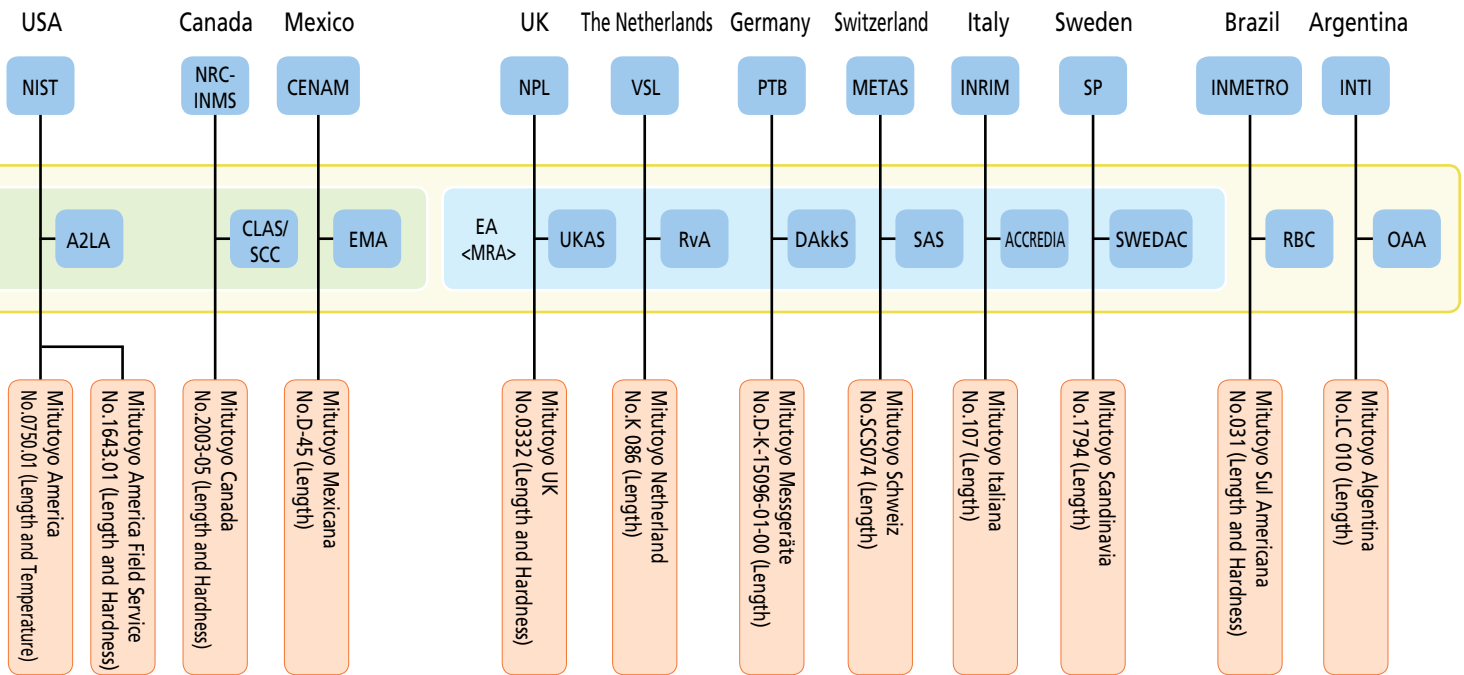 USA
Canada
Mexico
UK
The Netherlands
Germany
Switzerland
Italy
Sweden
Brazil
Argentina
NIST
NRC-
INMS
CENAM
NPL
VSL
PTB
METAS
INRIM
SP
INMETRO
INTI
A2LA
CLAS/
SCC
EMA
EA
<MRA>
UKAS
RvA
DAkkS
SAS
ACCREDIA
SWEDAC
RBC
OAA
Mitutoyo America
No.0750.01 (Length and Temperature)
Mitutoyo America Field Service
No.1643.01 (Length and Hardness)
Mitutoyo Canada
No.2003-05 (Length and Hardness)
Mitutoyo Mexicana
No.D-45 (Length)
Mitutoyo UK
No.0332 (Length and Hardness)
Mitutoyo Netherland
No.K 086 (Length)
Mitutoyo Messgeräte
No.D-K-15096-01-00 (Length)
Mitutoyo Schweiz
No.SCS074 (Length)
Mitutoyo Italiana
No.107 (Length)
Mitutoyo Scandinavia
No.1794 (Length)
Mitutoyo Sul Americana
No.031 (Length and Hardness)
Mitutoyo Algentina
No.LC 010 (Length)